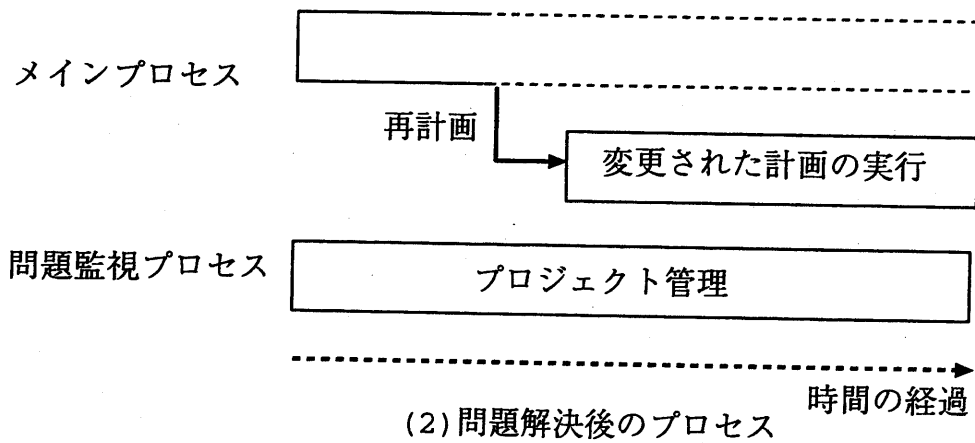 メインプロセス
再計画
変更された計画の実行
問題監視プロセス
プロジェクト管理
時間の経過
(2)問題解決後のプロセス